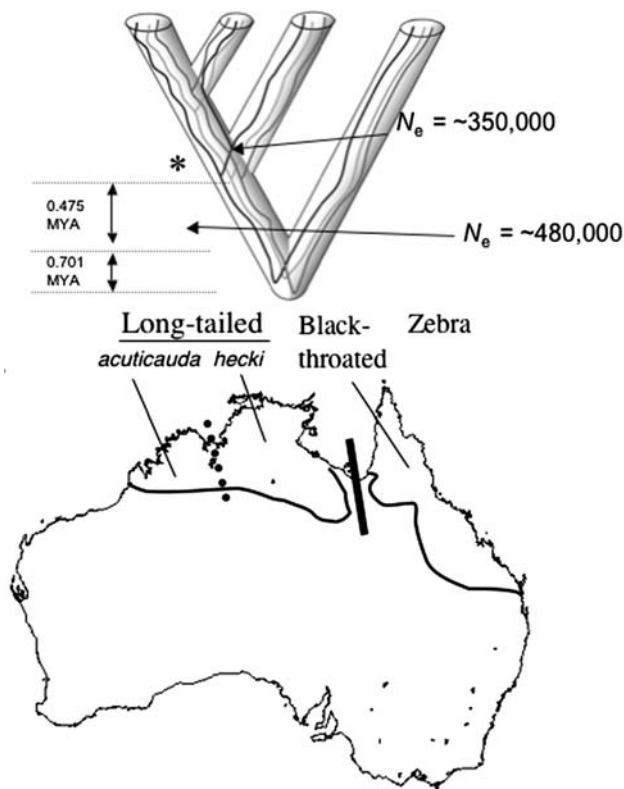 Ne = ~350,000
*
0.475
MYA
Ne = ~480,000
0.701
MYA
Long-tailed Black-throated Zebra
acuticauda hecki